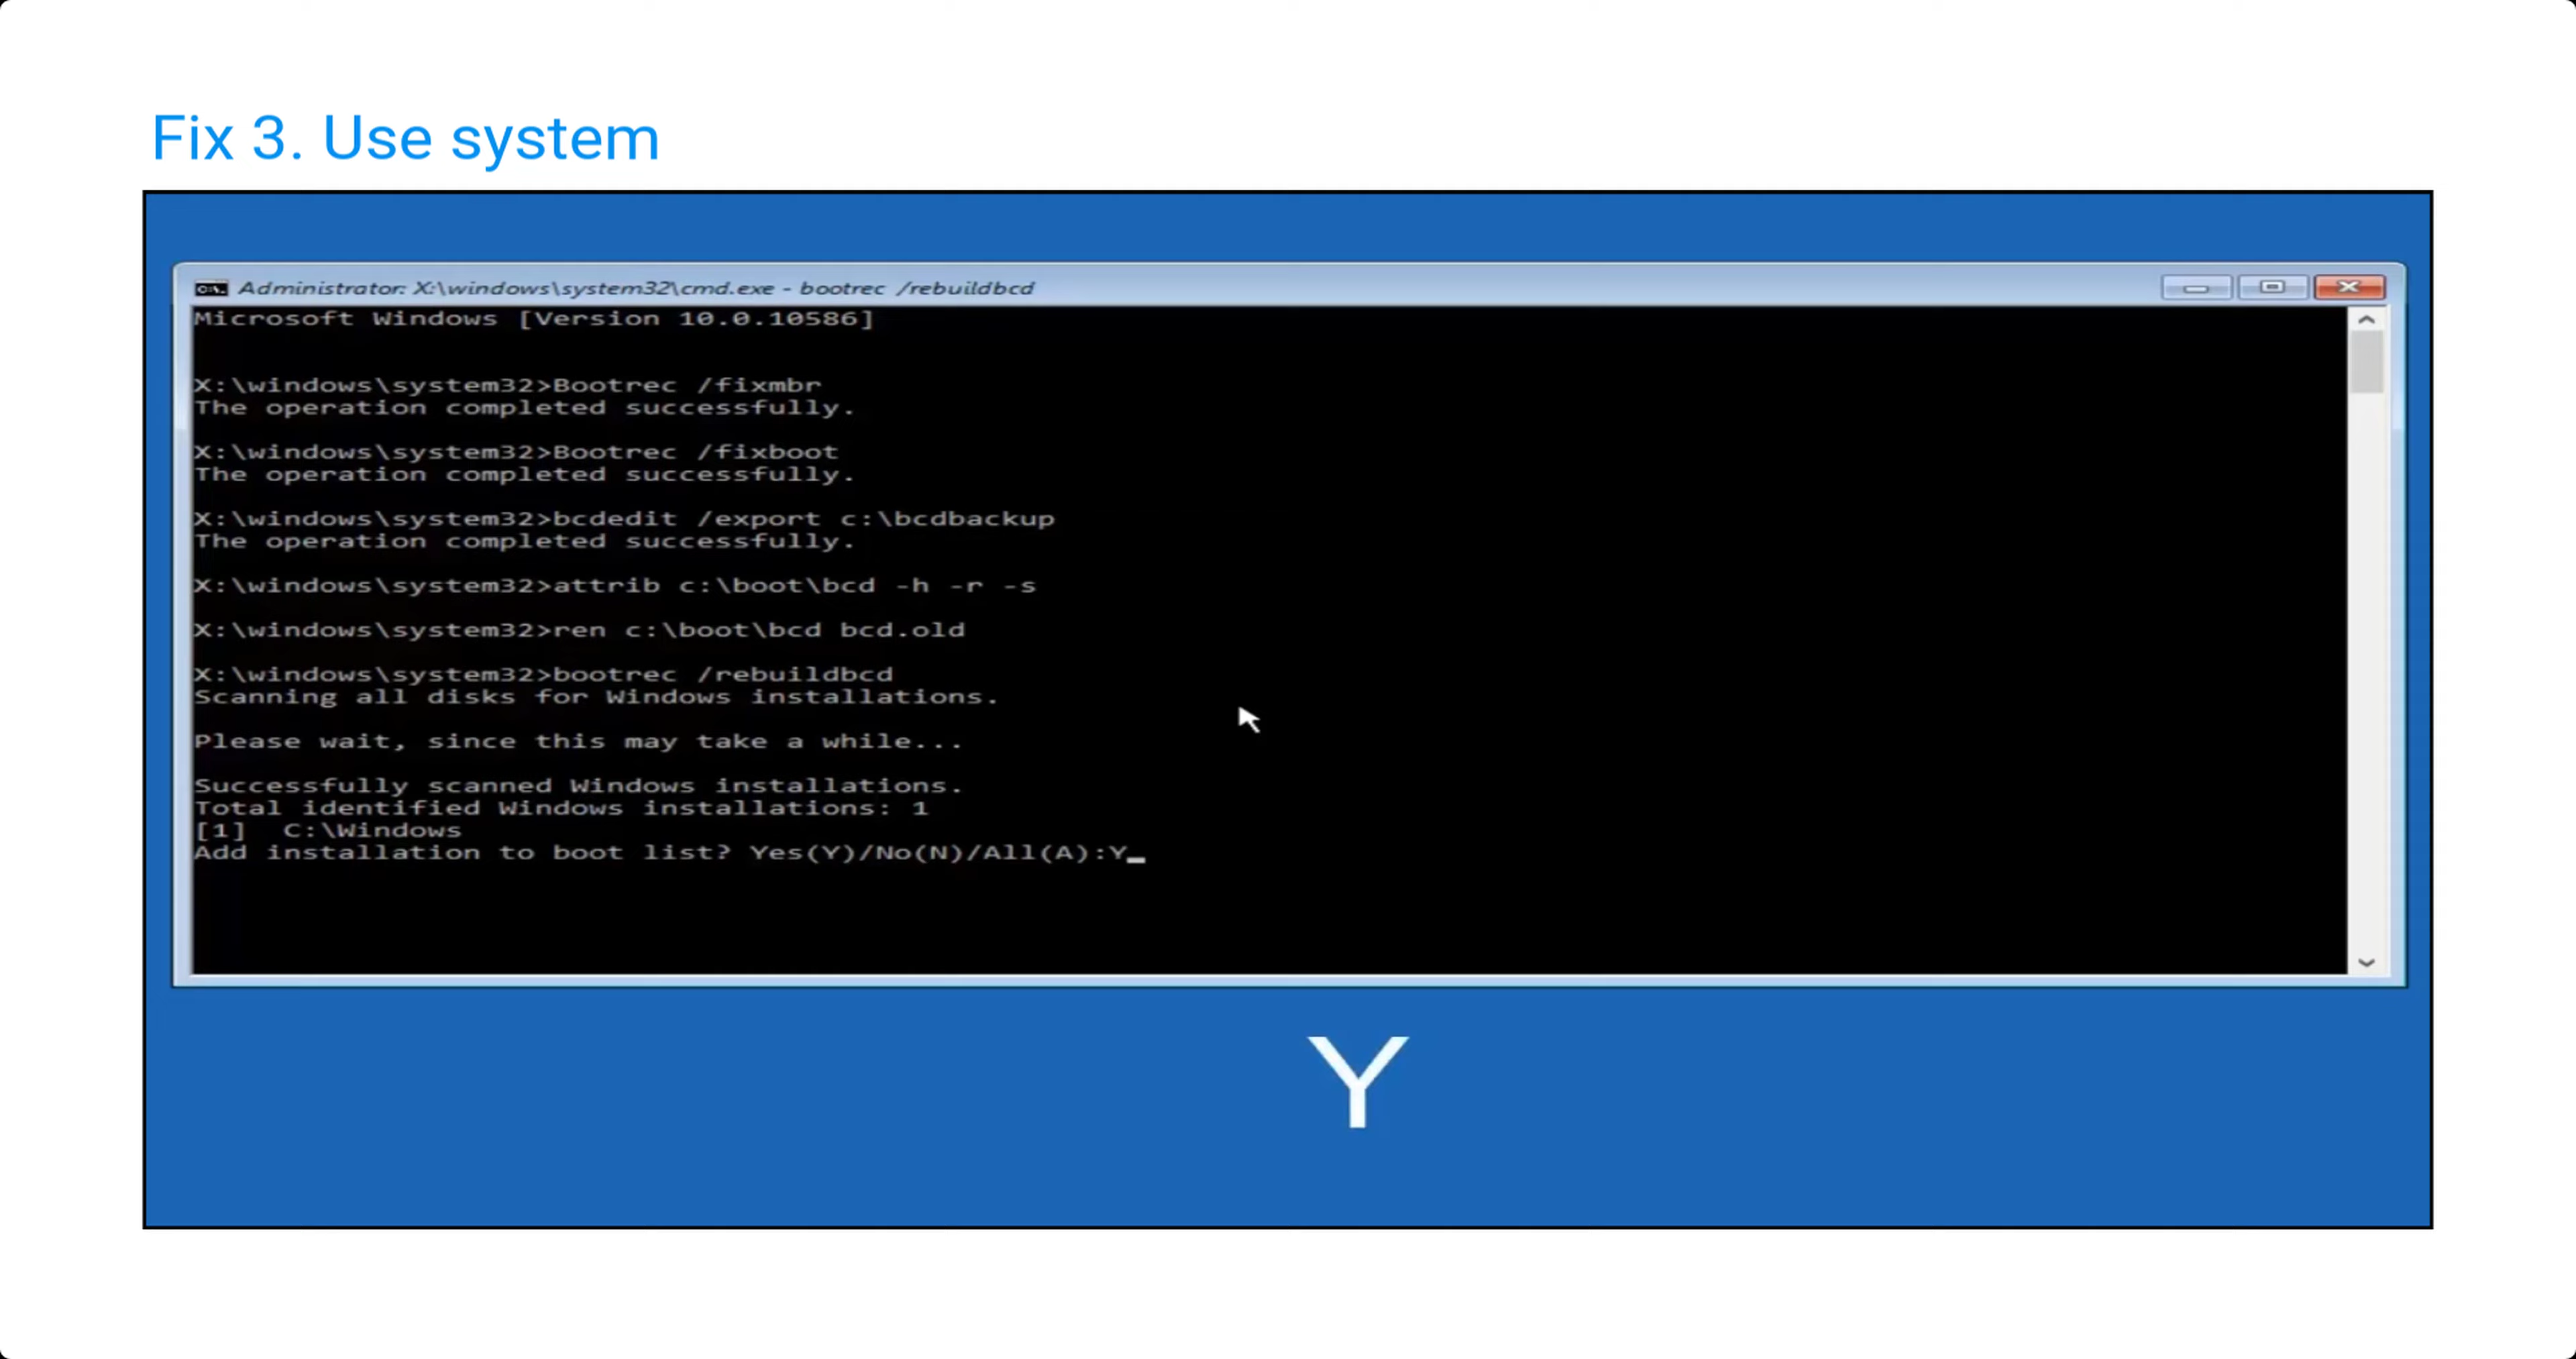 Fix 3. Use system
Administrator: X:\windows\system32\cmd.exe - bootrec /rebuildbcd
Microsoft Windows [Version 10.0.10586]
X:\windows\system32>Bootrec /fixmbr
The operation completed successfully.
X:\windows\system32>Bootrec /fixboot
The operation completed successfully.
X:\windows\system32>bcdedit /export c:\bcdbackup
The operation completed successfully.
X:\windows\system32>attrib c:\boot\bcd -h -r -s
X:\windows\system32>ren c:\boot\bcd bcd.old
X:\windows\system32>bootrec /rebuildbcd
Scanning all disks for Windows installations.
Please wait, since this may take a while...
Successfully scanned Windows installations.
Total identified Windows installations: 1
[1]  C:\Windows
Add installation to boot list? Yes(Y)/No(N)/All(A):Y
Y